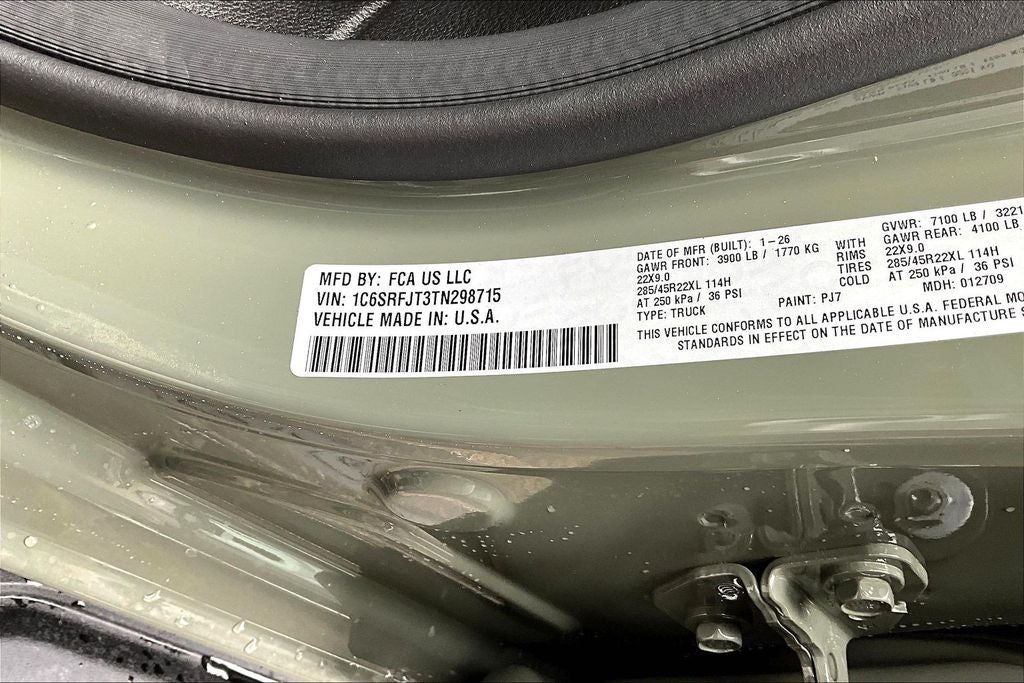 MFD BY: FCA US LLC
VIN: 1C6SRFJT3TN298715
VEHICLE MADE IN: U.S.A.
DATE OF MFR (BUILT): 1-26
GAWR FRONT: 3900 LB / 1770 KG WITH
22X9.0 RIMS
285/45R22XL 114H TIRES
AT 250 kPa / 36 PSI COLD
TYPE: TRUCK PAINT: PJ7
GVWR: 7100 LB / 3221
GAWR REAR: 4100 LB
22X9.0
285/45R22XL 114H
AT 250 kPa / 36 PSI
MDH: 012709
THIS VEHICLE CONFORMS TO ALL APPLICABLE U.S.A. FEDERAL MO
STANDARDS IN EFFECT ON THE DATE OF MANUFACTURE S